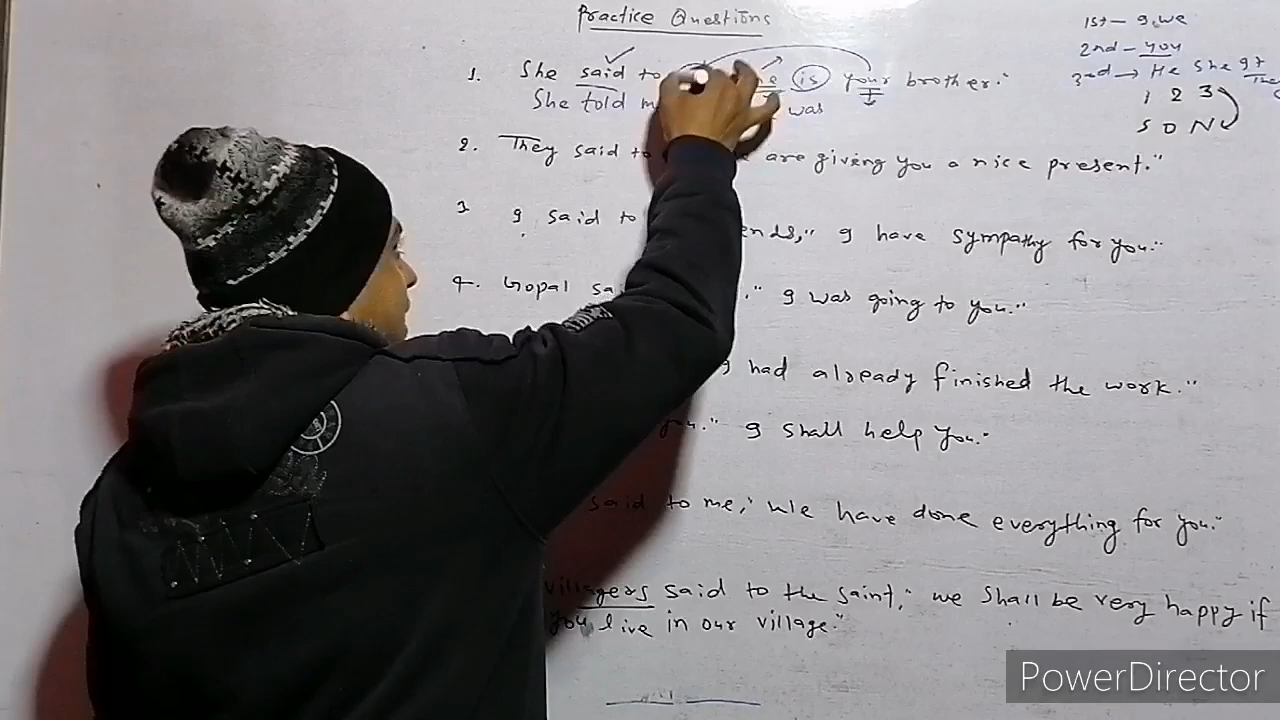 Practice Questions
1st - I, we
2nd - you
3rd → He She It They
1 2 3
S O N
1. She said to is your brother."
She told was
2. They said to are giving you a nice present."
3 I said to " I have sympathy for you."
4. Gopal " I was going to you."
I had already finished the work."
you." I shall help you."
said to me, " We have done everything for you."
villagers said to the saint, " we shall be very happy if
you live in our village."
PowerDirector